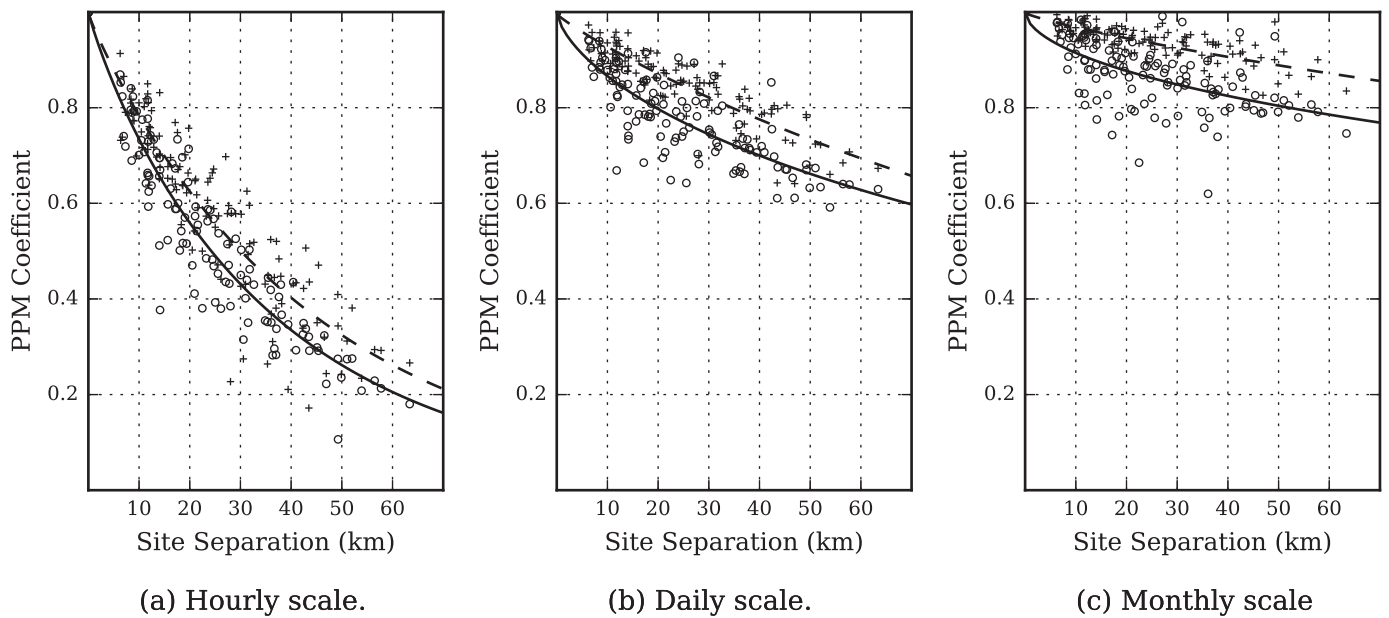 PPM Coefficient
0.8
0.6
0.4
0.2
10 20 30 40 50 60
Site Separation (km)
(a) Hourly scale.
PPM Coefficient
0.8
0.6
0.4
0.2
10 20 30 40 50 60
Site Separation (km)
(b) Daily scale.
PPM Coefficient
0.8
0.6
0.4
0.2
10 20 30 40 50 60
Site Separation (km)
(c) Monthly scale